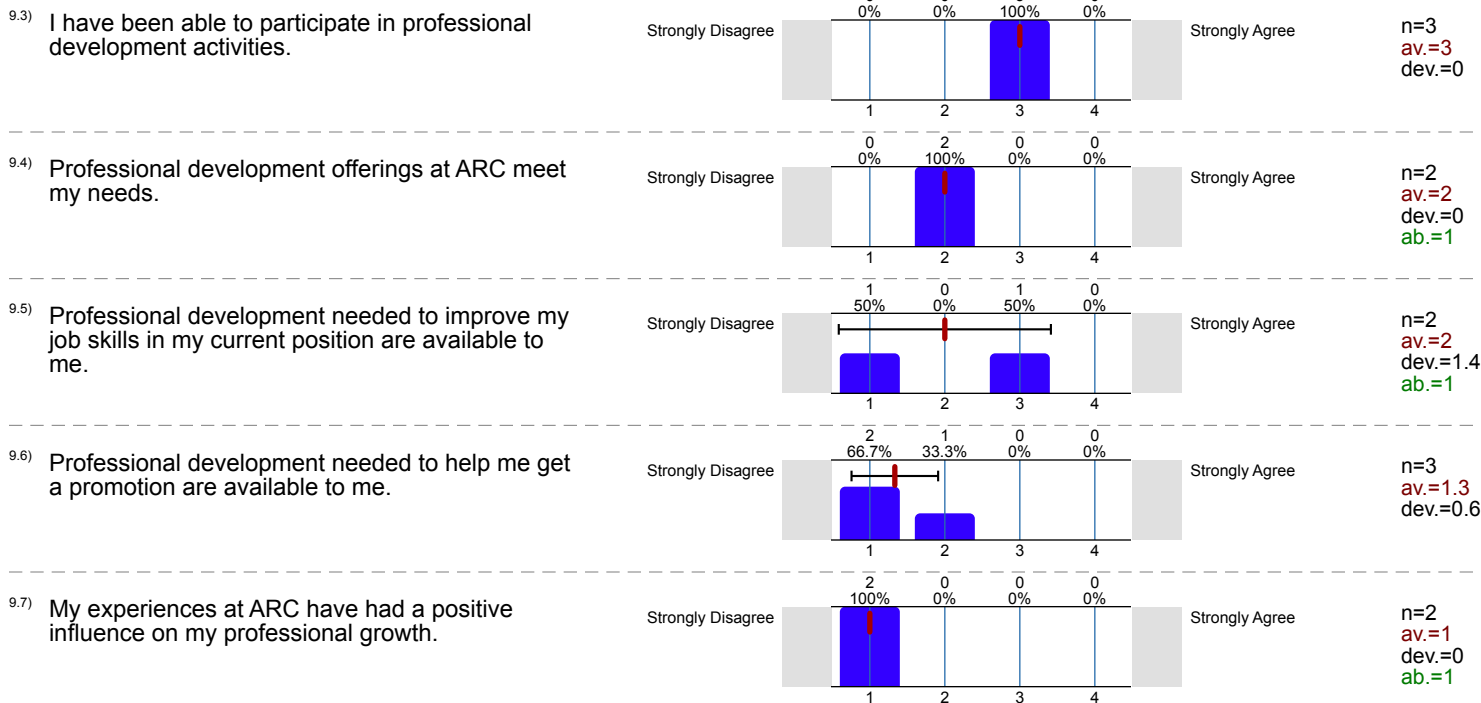 0 0 0
0% 0% 100% 0%
9.3) I have been able to participate in professional
development activities.
Strongly Disagree
Strongly Agree
n=3
av.=3
dev.=0
1 2 3 4
0 2 0 0
0% 100% 0% 0%
9.4) Professional development offerings at ARC meet
my needs.
Strongly Disagree
Strongly Agree
n=2
av.=2
dev.=0
ab.=1
1 2 3 4
1 0 1 0
50% 0% 50% 0%
9.5) Professional development needed to improve my
job skills in my current position are available to
me.
Strongly Disagree
Strongly Agree
n=2
av.=2
dev.=1.4
ab.=1
1 2 3 4
2 1 0 0
66.7% 33.3% 0% 0%
9.6) Professional development needed to help me get
a promotion are available to me.
Strongly Disagree
Strongly Agree
n=3
av.=1.3
dev.=0.6
1 2 3 4
2 0 0 0
100% 0% 0% 0%
9.7) My experiences at ARC have had a positive
influence on my professional growth.
Strongly Disagree
Strongly Agree
n=2
av.=1
dev.=0
ab.=1
1 2 3 4